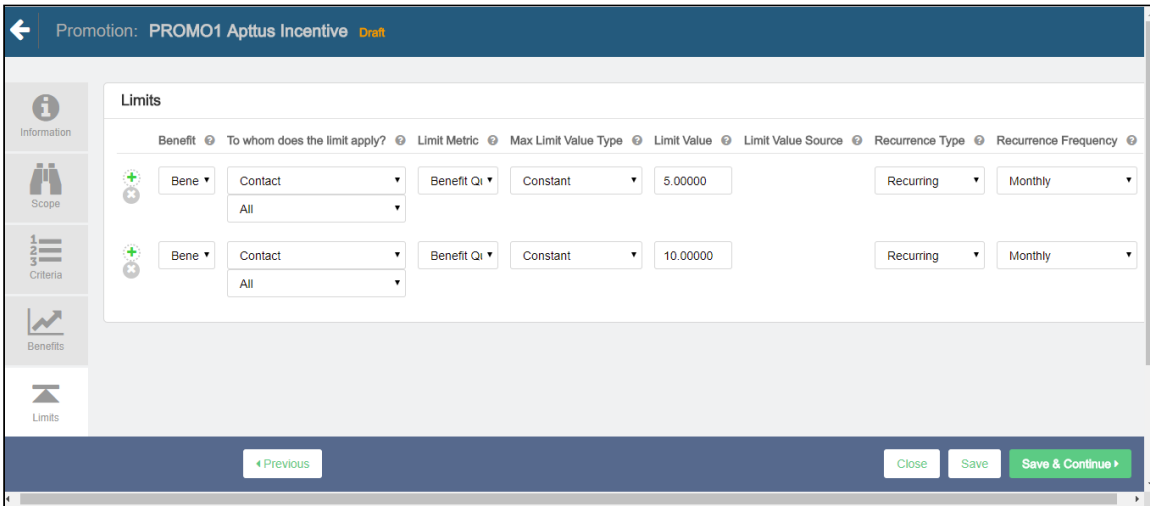 Promotion: PROMO1 Apttus Incentive Draft
Information
Scope
1
2
3
Criteria
Benefits
Limits
Limits
Benefit ? To whom does the limit apply? ? Limit Metric ? Max Limit Value Type ? Limit Value ? Limit Value Source ? Recurrence Type ? Recurrence Frequency ?
Bene Contact Benefit Qu Constant 5.00000 Recurring Monthly
All
Bene Contact Benefit Qu Constant 10.00000 Recurring Monthly
All
Previous Close Save Save & Continue